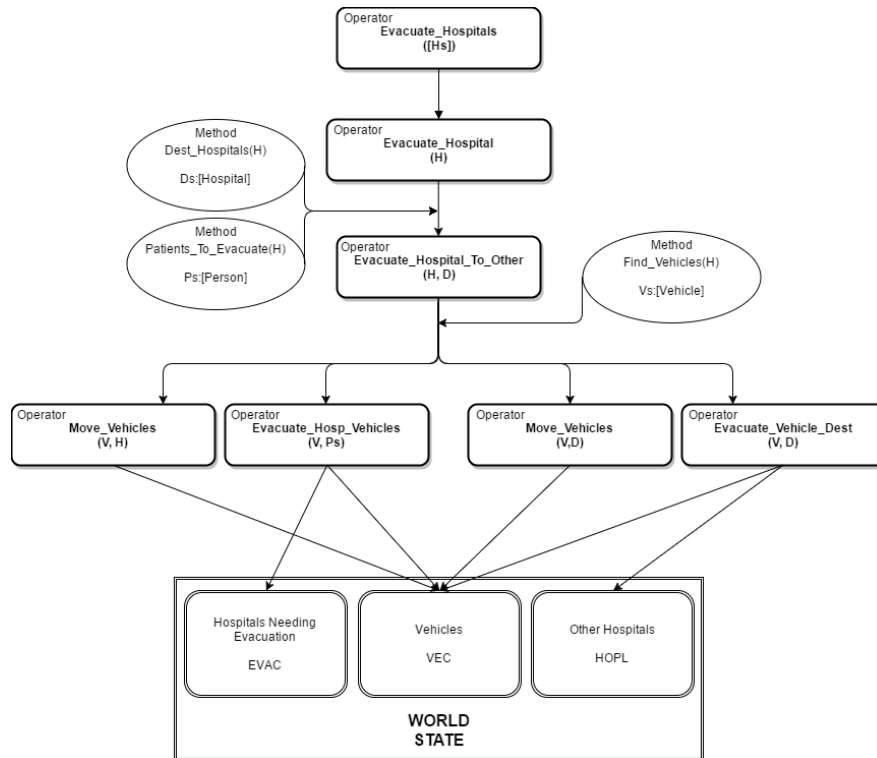 Operator
Evacuate_Hospitals
([Hs])
Operator
Evacuate_Hospital
(H)
Method
Dest_Hospitals(H)
Ds:[Hospital]
Method
Patients_To_Evacuate(H)
Ps:[Person]
Operator
Evacuate_Hospital_To_Other
(H, D)
Method
Find_Vehicles(H)
Vs:[Vehicle]
Operator
Move_Vehicles
(V, H)
Operator
Evacuate_Hosp_Vehicles
(V, Ps)
Operator
Move_Vehicles
(V,D)
Operator
Evacuate_Vehicle_Dest
(V, D)
Hospitals Needing
Evacuation
EVAC
Vehicles
VEC
Other Hospitals
HOPL
WORLD
STATE